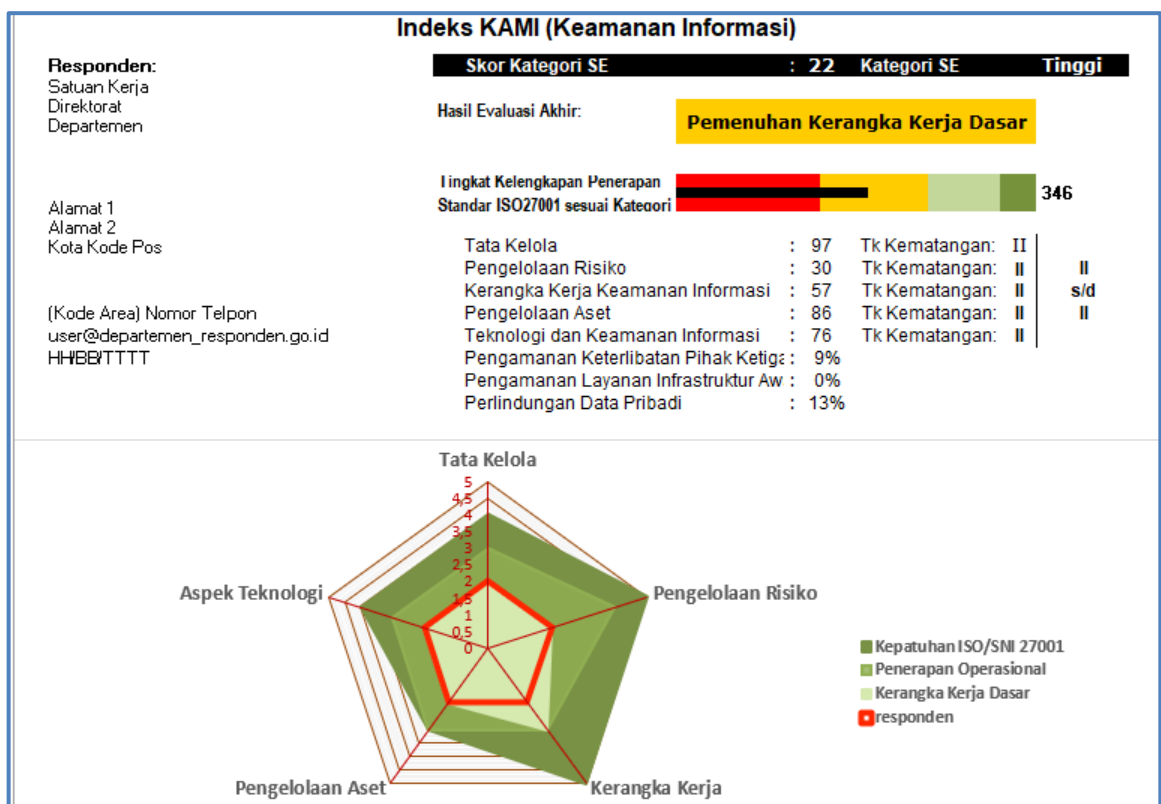 Indeks KAMI (Keamanan Informasi)
Responden:
Satuan Kerja
Direktorat
Departemen
Alamat 1
Alamat 2
Kota Kode Pos
(Kode Area) Nomor Telpon
user@departemen_responden.go.id
HH/BB/TTTT
Skor Kategori SE : 22 Kategori SE Tinggi
Hasil Evaluasi Akhir: Pemenuhan Kerangka Kerja Dasar
Tingkat Kelengkapan Penerapan
Standar ISO27001 sesuai Kategori 346
Tata Kelola : 97 Tk Kematangan: II
Pengelolaan Risiko : 30 Tk Kematangan: II II
Kerangka Kerja Keamanan Informasi : 57 Tk Kematangan: II s/d
Pengelolaan Aset : 86 Tk Kematangan: II II
Teknologi dan Keamanan Informasi : 76 Tk Kematangan: II
Pengamanan Keterlibatan Pihak Ketiga : 9%
Pengamanan Layanan Infrastruktur Aw : 0%
Perlindungan Data Pribadi : 13%
Tata Kelola
5
4,5
4
3,5
3
2,5
2
1,5
1
0,5
0
Aspek Teknologi
Pengelolaan Risiko
Kepatuhan ISO/SNI 27001
Penerapan Operasional
Kerangka Kerja Dasar
responden
Pengelolaan Aset
Kerangka Kerja